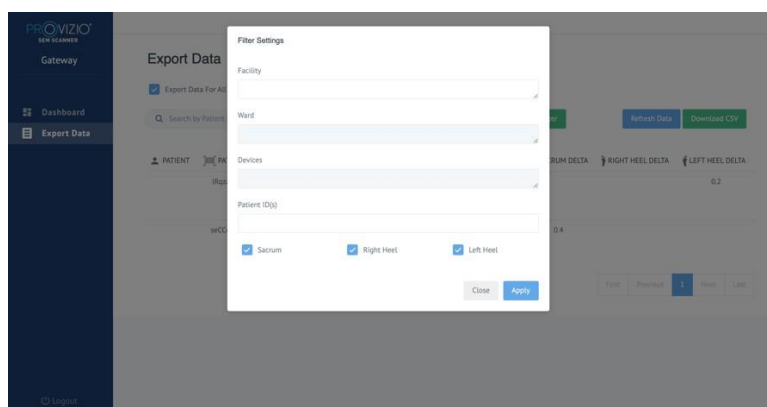 PROVIZIO
SEM SCANNER
Gateway
Dashboard
Export Data
Logout
Export Data
Export Data For All
Search by Patient
Refresh Data
Download CSV
PATIENT
RIGHT HEEL DELTA
LEFT HEEL DELTA
0.2
0.4
First Previous 1 Next Last
Filter Settings
Facility
Ward
Devices
Patient ID(s)
Sacrum
Right Heel
Left Heel
Close
Apply